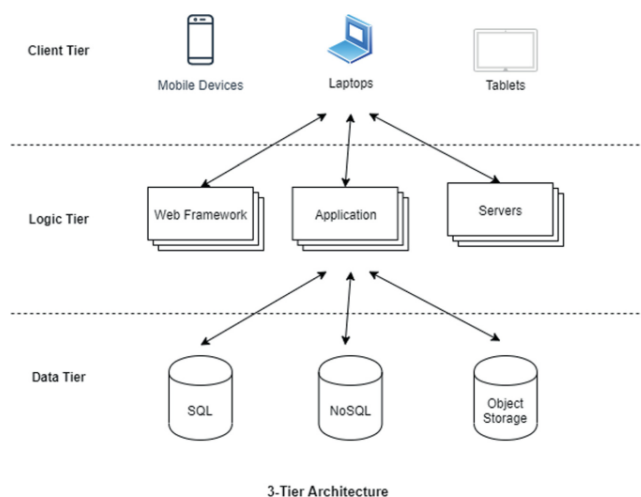 Client Tier
Mobile Devices
Laptops
Tablets
Logic Tier
Web Framework
Application
Servers
Data Tier
SQL
NoSQL
Object
Storage
3-Tier Architecture